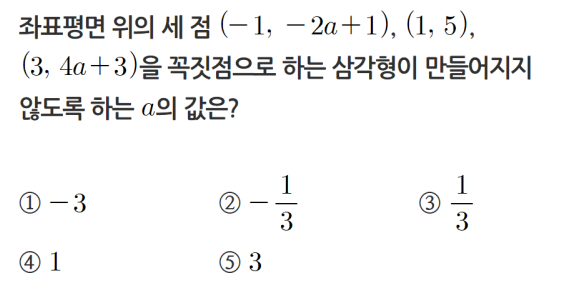 좌표평면 위의 세 점 (−1, −2a+1), (1, 5),
(3, 4a+3)을 꼭짓점으로 하는 삼각형이 만들어지지
않도록 하는 a의 값은?
① −3 ② −1/3 ③ 1/3
④ 1 ⑤ 3